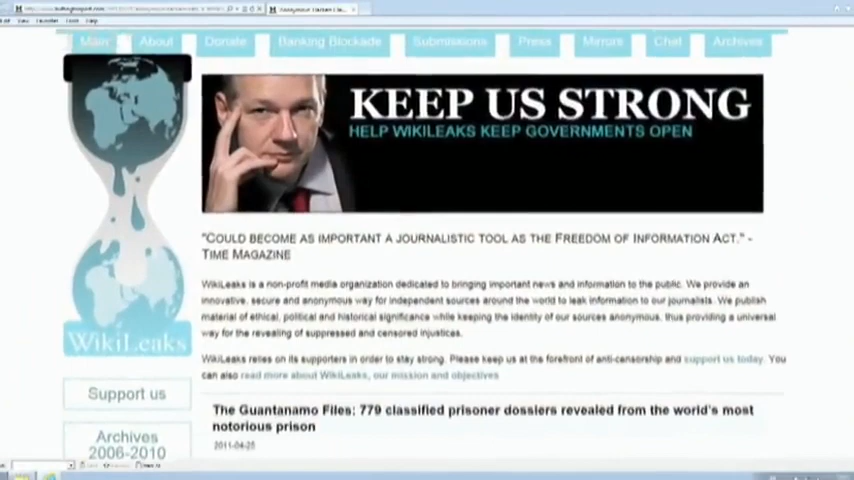 Main About Donate Banking Blockade Submissions Press Mirrors Chat Archives
KEEP US STRONG
HELP WIKILEAKS KEEP GOVERNMENTS OPEN
"COULD BECOME AS IMPORTANT A JOURNALISTIC TOOL AS THE FREEDOM OF INFORMATION ACT." -
TIME MAGAZINE
WikiLeaks is a non-profit media organization dedicated to bringing important news and information to the public. We provide an
innovative, secure and anonymous way for independent sources around the world to leak information to our journalists. We publish
material of ethical, political and historical significance while keeping the identity of our sources anonymous, thus providing a universal
way for the revealing of suppressed and censored injustices.
WikiLeaks relies on its supporters in order to stay strong. Please keep us at the forefront of anti-censorship and support us today. You
can also read more about WikiLeaks, our mission and objectives
WikiLeaks
Support us
Archives
2006-2010
The Guantanamo Files: 779 classified prisoner dossiers revealed from the world's most
notorious prison
2011-04-25